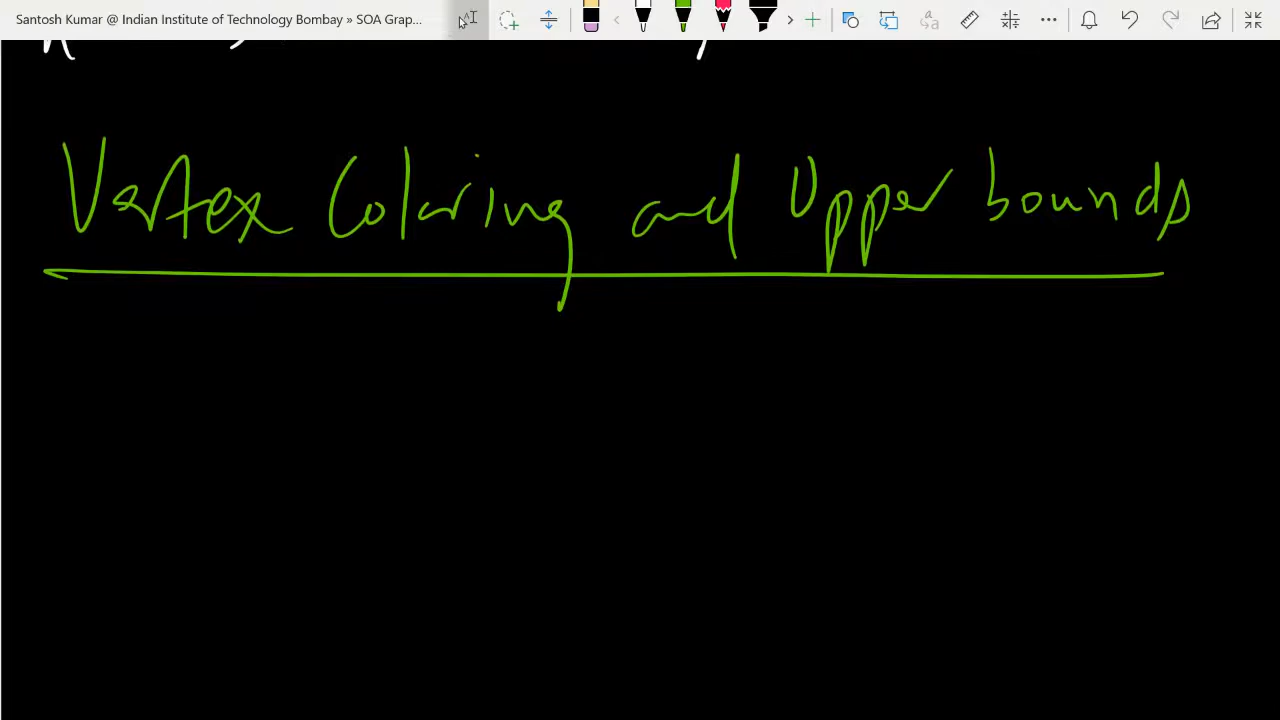 Santosh Kumar @ Indian Institute of Technology Bombay » SOA Grap...
Vertex Coloring and Upper bounds